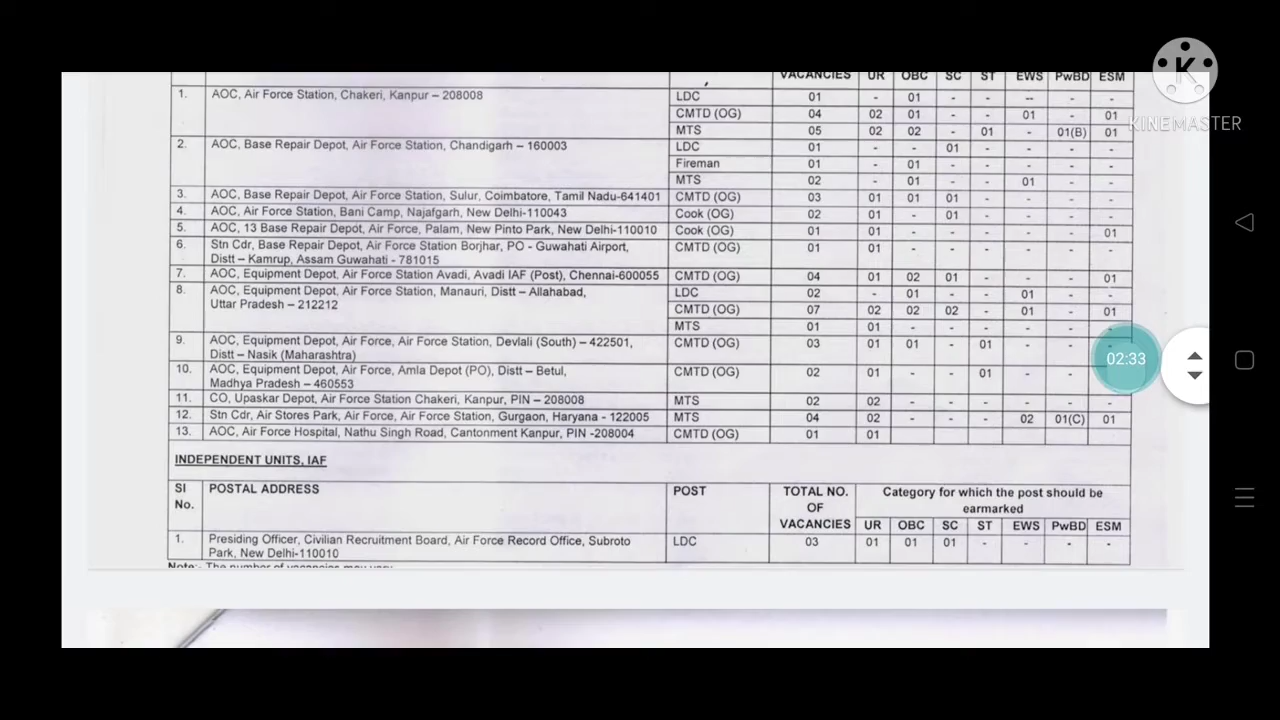 VACANCIES UR OBC SC ST EWS PwBD ESM
1. AOC, Air Force Station, Chakeri, Kanpur – 208008 LDC 01 - 01 - - -- - -
CMTD (OG) 04 02 01 - - 01 - 01
MTS 05 02 02 - 01 - 01(B) 01
2. AOC, Base Repair Depot, Air Force Station, Chandigarh – 160003 LDC 01 - - 01 - - - -
Fireman 01 - 01 - - - - -
MTS 02 - 01 - - 01 - -
3. AOC, Base Repair Depot, Air Force Station, Sulur, Coimbatore, Tamil Nadu-641401 CMTD (OG) 03 01 01 01 - - - -
4. AOC, Air Force Station, Bani Camp, Najafgarh, New Delhi-110043 Cook (OG) 02 01 - 01 - - - -
5. AOC, 13 Base Repair Depot, Air Force, Palam, New Pinto Park, New Delhi-110010 Cook (OG) 01 01 - - - - - 01
6. Stn Cdr, Base Repair Depot, Air Force Station Borjhar, PO - Guwahati Airport, CMTD (OG) 01 01 - - - - - -
Distt – Kamrup, Assam Guwahati - 781015
7. AOC, Equipment Depot, Air Force Station Avadi, Avadi IAF (Post), Chennai-600055 CMTD (OG) 04 01 02 01 - - - 01
8. AOC, Equipment Depot, Air Force Station, Manauri, Distt – Allahabad, LDC 02 - 01 - - 01 - -
Uttar Pradesh – 212212 CMTD (OG) 07 02 02 02 - 01 - 01
MTS 01 01 - - - - - -
9. AOC, Equipment Depot, Air Force, Air Force Station, Devlali (South) – 422501, CMTD (OG) 03 01 01 - 01 - - -
Distt – Nasik (Maharashtra)
10. AOC, Equipment Depot, Air Force, Amla Depot (PO), Distt – Betul, CMTD (OG) 02 01 - - 01 - -
Madhya Pradesh – 460553
11. CO, Upaskar Depot, Air Force Station Chakeri, Kanpur, PIN – 208008 MTS 02 02 - - - - - -
12. Stn Cdr, Air Stores Park, Air Force, Air Force Station, Gurgaon, Haryana - 122005 MTS 04 02 - - - 02 01(C) 01
13. AOC, Air Force Hospital, Nathu Singh Road, Cantonment Kanpur, PIN -208004 CMTD (OG) 01 01
INDEPENDENT UNITS, IAF
Sl No. POSTAL ADDRESS POST TOTAL NO. OF VACANCIES Category for which the post should be earmarked
UR OBC SC ST EWS PwBD ESM
1. Presiding Officer, Civilian Recruitment Board, Air Force Record Office, Subroto LDC 03 01 01 01 - - - -
Park, New Delhi-110010
Note:- The number of vacancies may vary.
K
KINEMASTER
02:33